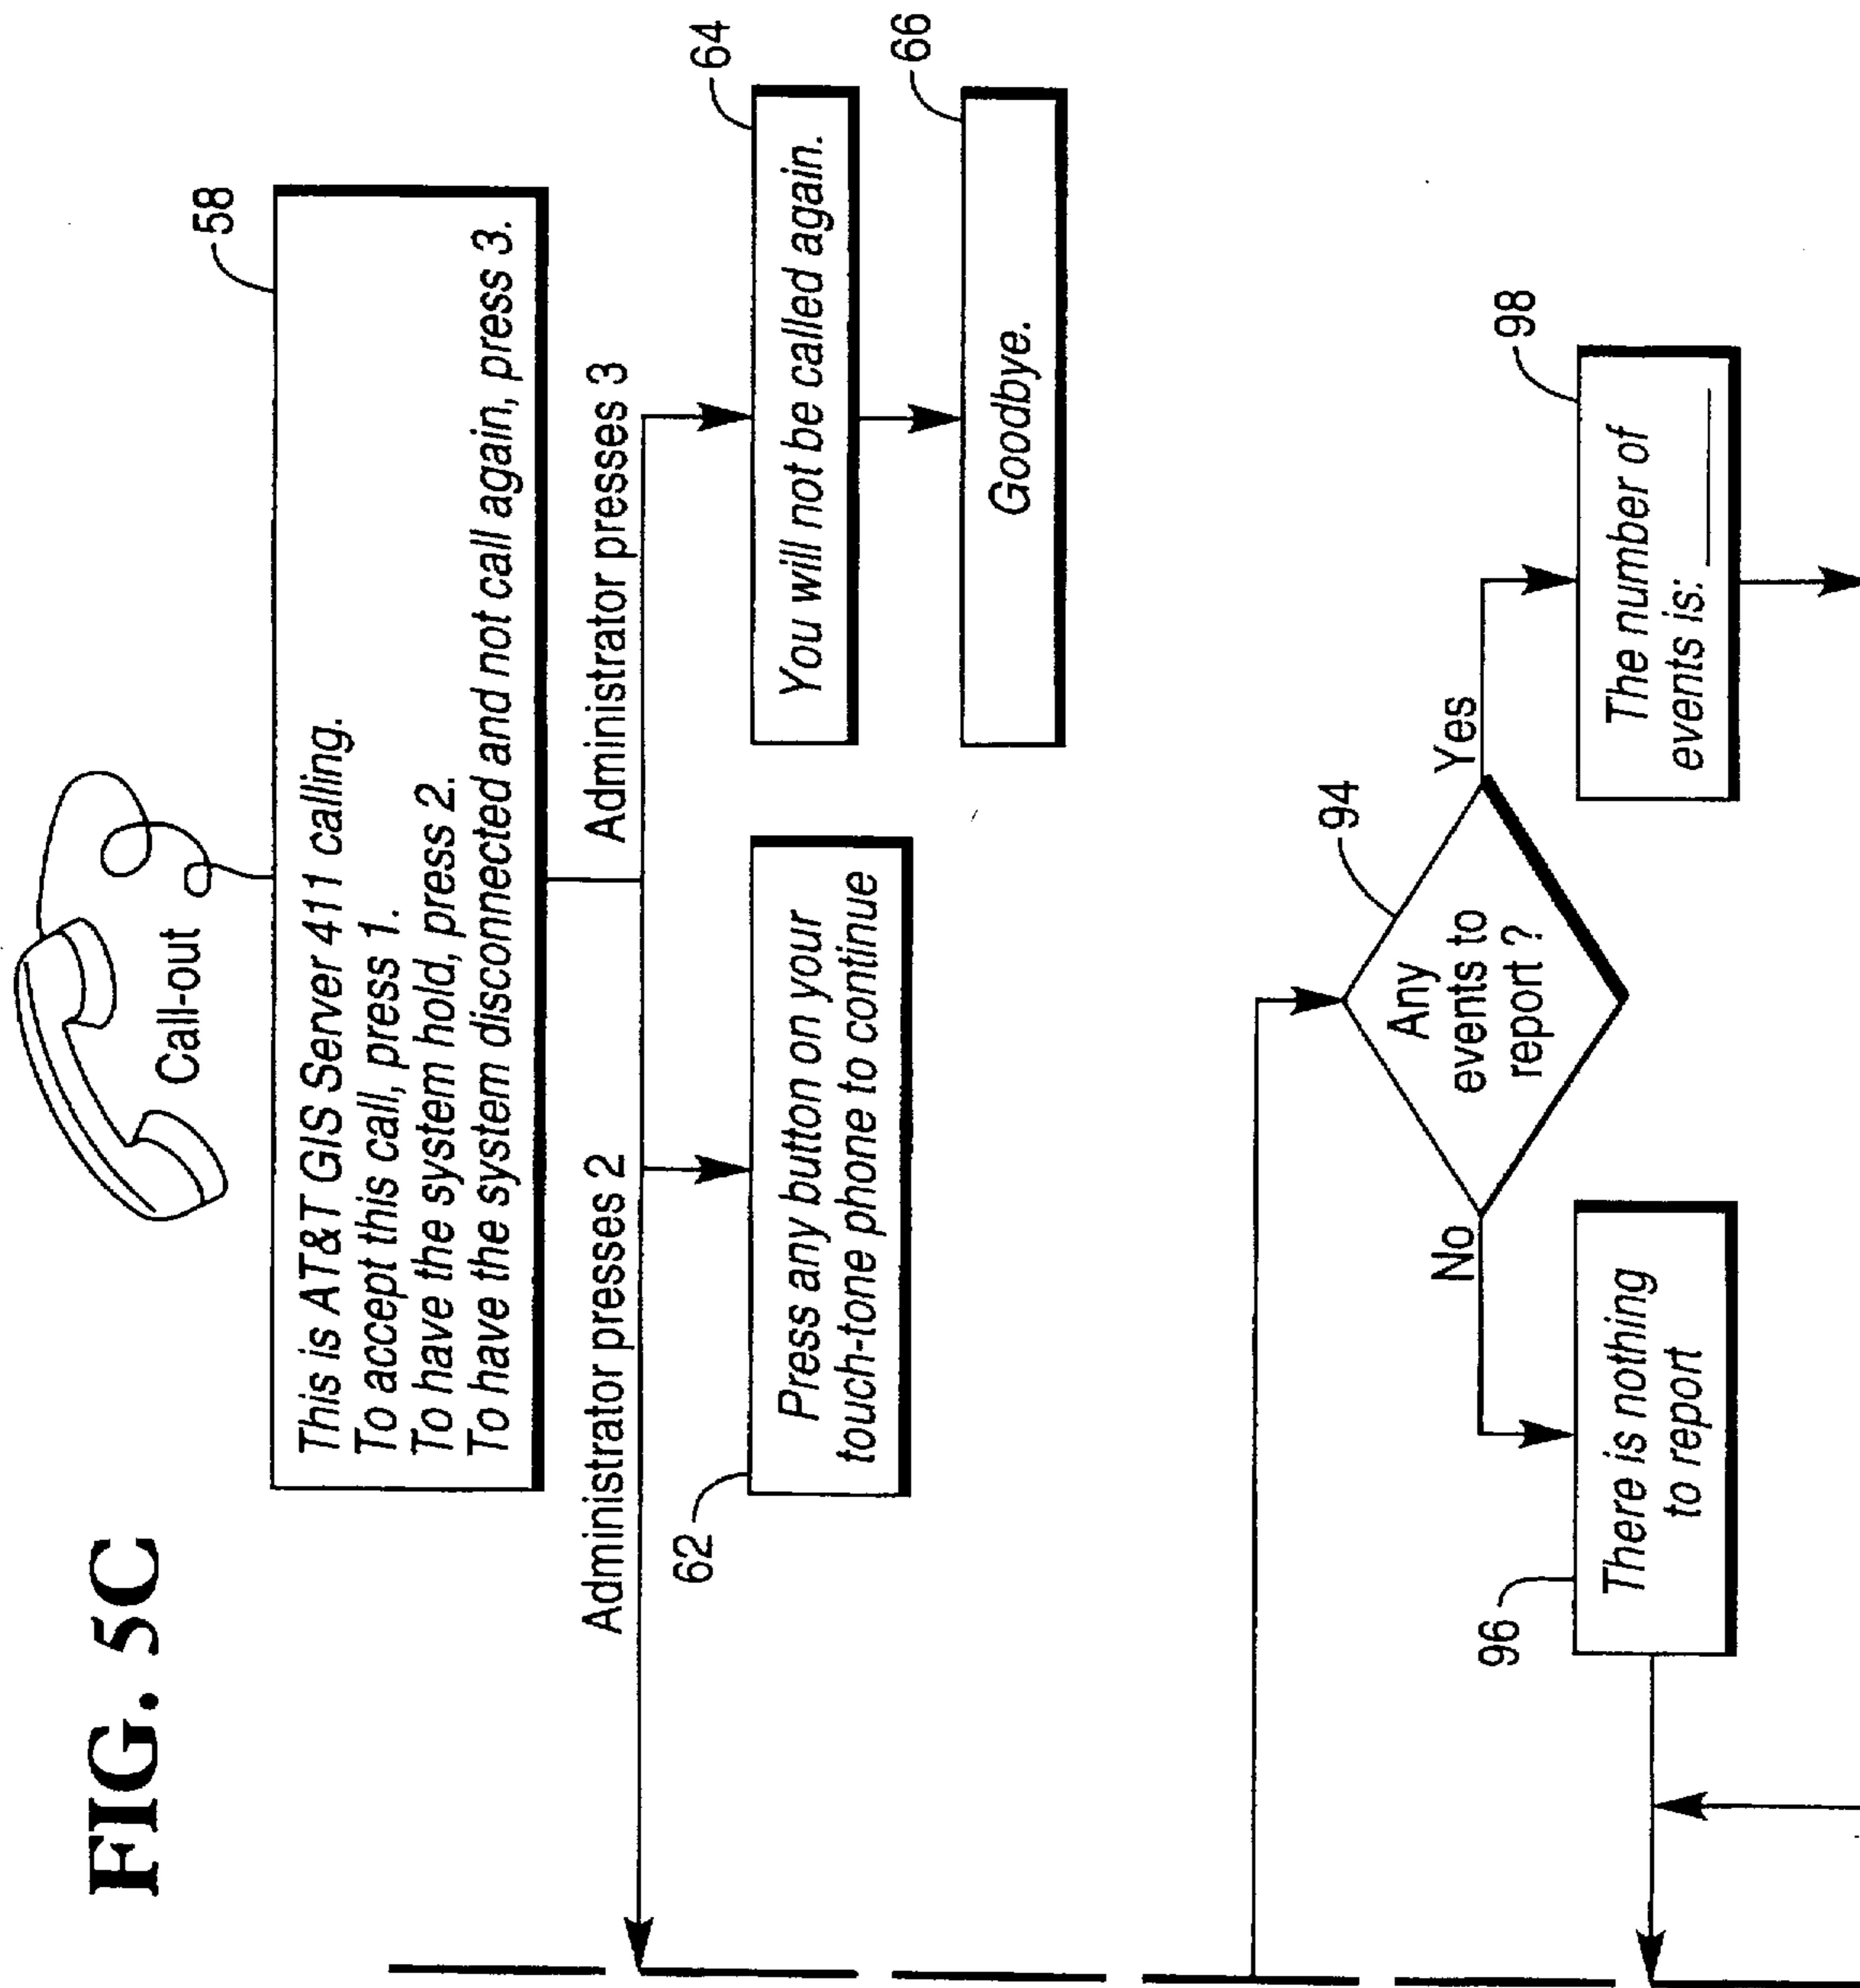 FIG. 5C
Call-out
58
This is AT&T GIS Server 411 calling.
To accept this call, press 1.
To have the system hold, press 2.
To have the system disconnected and not call again, press 3.
Administrator presses 2
Administrator presses 3
62
Press any button on your
touch-tone phone to continue
64
You will not be called again.
66
Goodbye.
94
Any
events to
report ?
No
Yes
96
There is nothing
to report
98
The number of
events is: ______